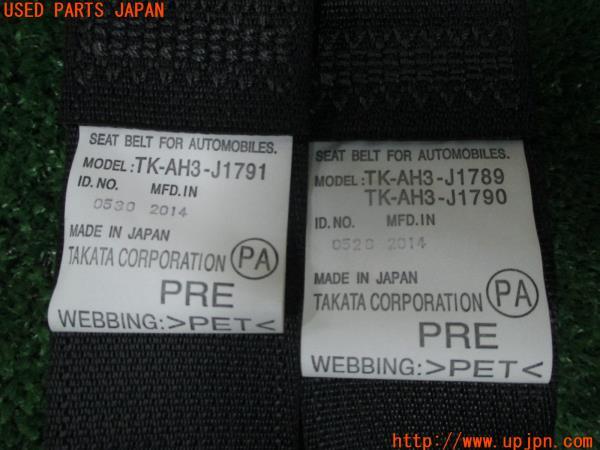 USED PARTS JAPAN
SEAT BELT FOR AUTOMOBILES.
MODEL:TK-AH3-J1791
ID.NO. MFD.IN
0530 2014
MADE IN JAPAN
TAKATA CORPORATION PA
PRE
WEBBING:>PET<
SEAT BELT FOR AUTOMOBILES.
MODEL:TK-AH3-J1789
TK-AH3-J1790
ID.NO. MFD.IN
0528 2014
MADE IN JAPAN
TAKATA CORPORATION PA
PRE
WEBBING:>PET<
http://www.upjpn.com/